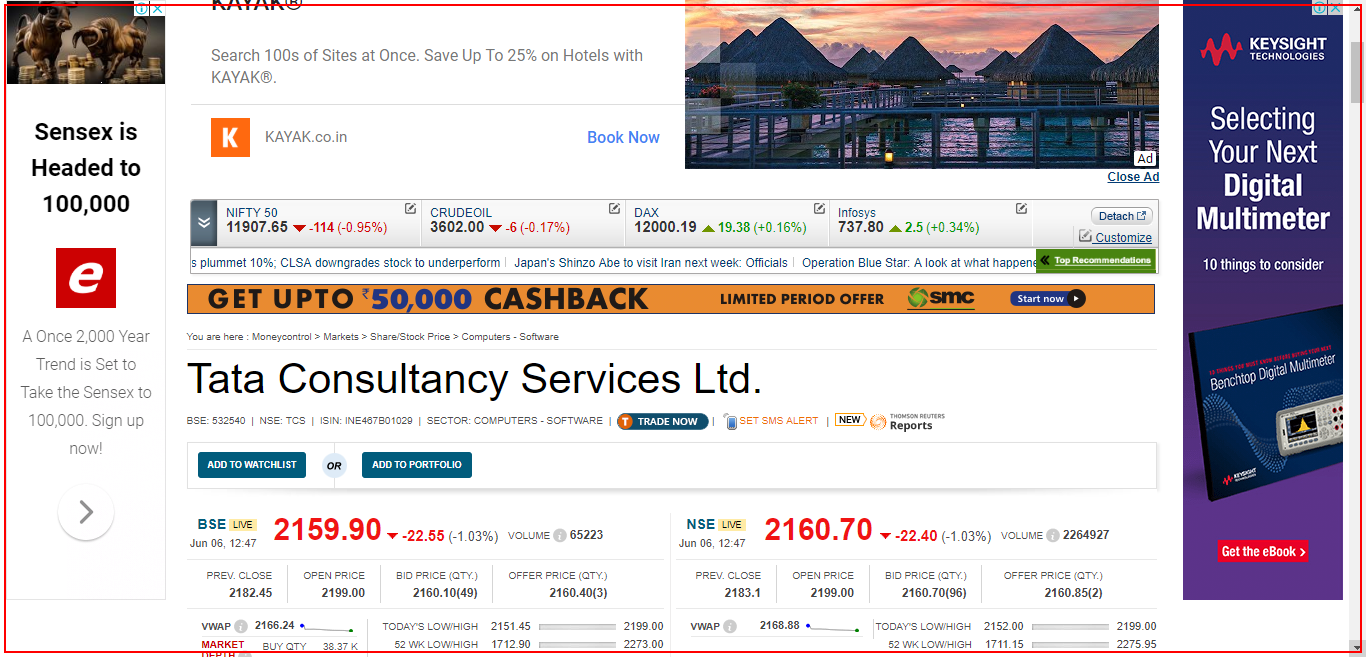 KAYAK®
Search 100s of Sites at Once. Save Up To 25% on Hotels with
KAYAK®.
K
KAYAK.co.in
Book Now
Ad
Close Ad
Sensex is
Headed to
100,000
e
A Once 2,000 Year
Trend is Set to
Take the Sensex to
100,000. Sign up
now!
KEYSIGHT
TECHNOLOGIES
Selecting
Your Next
Digital
Multimeter
10 things to consider
Benchtop Digital Multimeter
KEYSIGHT
Get the eBook
NIFTY 50
11907.65 -114 (-0.95%)
CRUDEOIL
3602.00 -6 (-0.17%)
DAX
12000.19 19.38 (+0.16%)
Infosys
737.80 2.5 (+0.34%)
Detach
Customize
s plummet 10%; CLSA downgrades stock to underperform | Japan's Shinzo Abe to visit Iran next week: Officials | Operation Blue Star: A look at what happene
Top Recommendations
GET UPTO ₹50,000 CASHBACK LIMITED PERIOD OFFER smc Start now
You are here : Moneycontrol > Markets > Share/Stock Price > Computers - Software
Tata Consultancy Services Ltd.
BSE: 532540 | NSE: TCS | ISIN: INE467B01029 | SECTOR: COMPUTERS - SOFTWARE | T TRADE NOW | SET SMS ALERT | NEW THOMSON REUTERS
Reports
ADD TO WATCHLIST OR ADD TO PORTFOLIO
BSE LIVE
Jun 06, 12:47
2159.90 -22.55 (-1.03%) VOLUME 65223
PREV. CLOSE OPEN PRICE BID PRICE (QTY.) OFFER PRICE (QTY.)
2182.45 2199.00 2160.10(49) 2160.40(3)
VWAP 2166.24
TODAY'S LOW/HIGH 2151.45 2199.00
MARKET
DEPTH
BUY QTY 38.37 K
52 WK LOW/HIGH 1712.90 2273.00
NSE LIVE
Jun 06, 12:47
2160.70 -22.40 (-1.03%) VOLUME 2264927
PREV. CLOSE OPEN PRICE BID PRICE (QTY.) OFFER PRICE (QTY.)
2183.1 2199.00 2160.70(96) 2160.85(2)
VWAP 2168.88
TODAY'S LOW/HIGH 2152.00 2199.00
52 WK LOW/HIGH 1711.15 2275.95